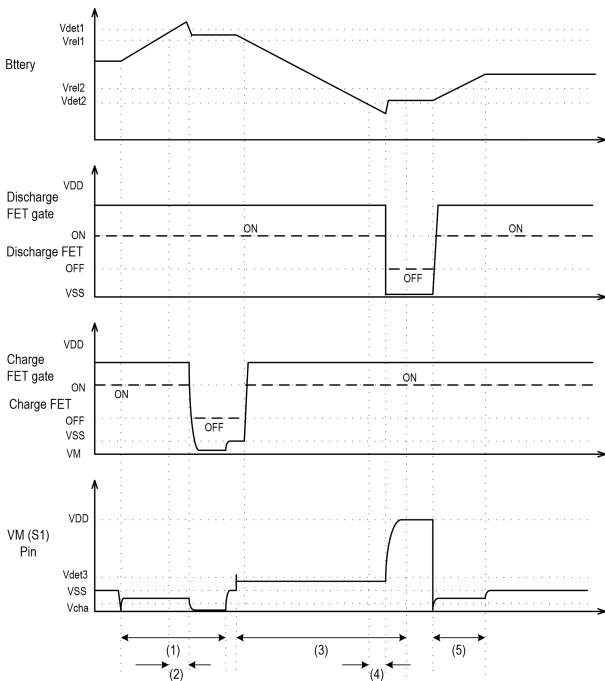 Vdet1
Vrel1
Bttery
Vrel2
Vdet2
Discharge
FET gate
VDD
ON
ON
ON
Discharge FET
OFF
OFF
VSS
Charge
FET gate
VDD
ON
ON
ON
Charge FET
OFF
OFF
VSS
VM
VDD
VM (S1)
Pin
Vdet3
VSS
Vcha
(1)
(3)
(5)
(2)
(4)